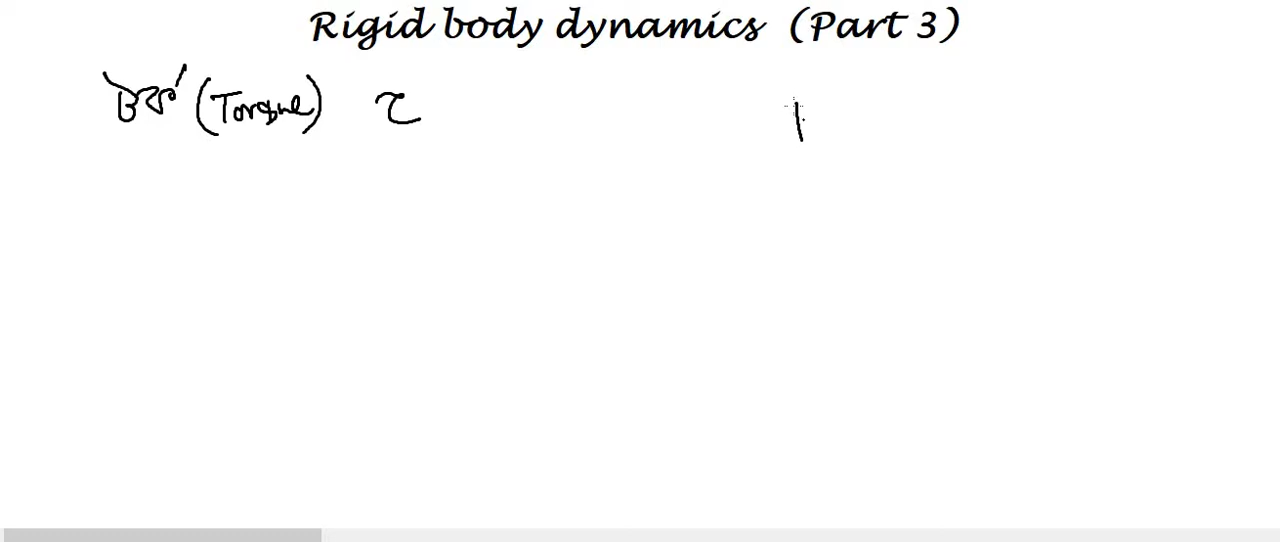 Rigid body dynamics (Part 3)
টর্ক (Torque) τ